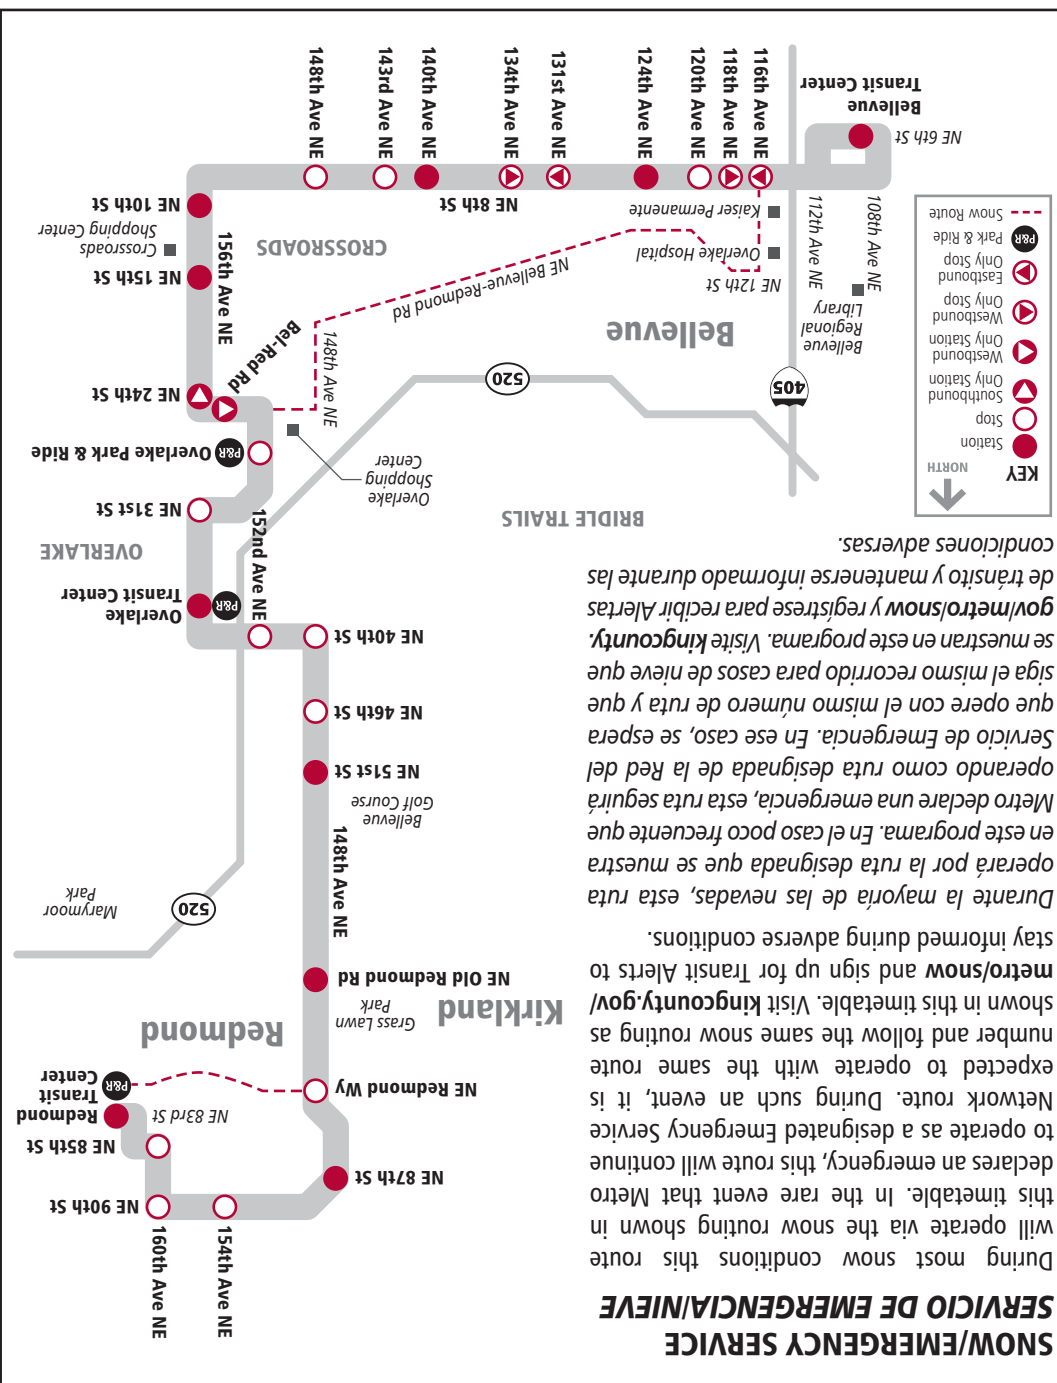 SNOW/EMERGENCY SERVICE
SERVICIO DE EMERGENCIA/NIEVE
During most snow conditions this route
will operate via the snow routing shown in
this timetable. In the rare event that Metro
declares an emergency, this route will continue
to operate as a designated Emergency Service
Network route. During such an event, it is
expected to operate with the same route
number and follow the same snow routing as
shown in this timetable. Visit kingcounty.gov/
metro/snow and sign up for Transit Alerts to
stay informed during adverse conditions.
Durante la mayoría de las nevadas, esta ruta
operará por la ruta designada que se muestra
en este programa. En el caso poco frecuente que
Metro declare una emergencia, esta ruta seguirá
operando como ruta designada de la Red del
Servicio de Emergencia. En ese caso, se espera
que opere con el mismo número de ruta y que
siga el mismo recorrido para casos de nieve que
se muestran en este programa. Visite kingcounty.
gov/metro/snow y regístrese para recibir Alertas
de tránsito y mantenerse informado durante las
condiciones adversas.
KEY
NORTH
Station
Stop
Southbound
Only Station
Westbound
Only Station
Westbound
Only Stop
Eastbound
Only Stop
P&R
Park & Ride
Snow Route
160th Ave NE
154th Ave NE
NE 90th St
NE 87th St
NE 85th St
NE 83rd St
Redmond
Transit
Center
P&R
NE Redmond Wy
Redmond
Kirkland
Grass Lawn
Park
NE Old Redmond Rd
148th Ave NE
520
Marymoor
Park
Bellevue
Golf Course
NE 51st St
NE 46th St
NE 40th St
152nd Ave NE
Overlake
Transit Center
P&R
OVERLAKE
NE 31st St
BRIDLE TRAILS
Overlake
Shopping
Center
Overlake Park & Ride
P&R
NE 24th St
Bel-Red Rd
148th Ave NE
520
405
156th Ave NE
Bellevue
NE Bellevue-Redmond Rd
NE 15th St
Crossroads
Shopping Center
CROSSROADS
NE 10th St
NE 8th St
NE 12th St
Overlake Hospital
Kaiser Permanente
Bellevue
Regional
Library
112th Ave NE
108th Ave NE
NE 6th St
Bellevue
Transit Center
116th Ave NE
118th Ave NE
120th Ave NE
124th Ave NE
131st Ave NE
134th Ave NE
140th Ave NE
143rd Ave NE
148th Ave NE